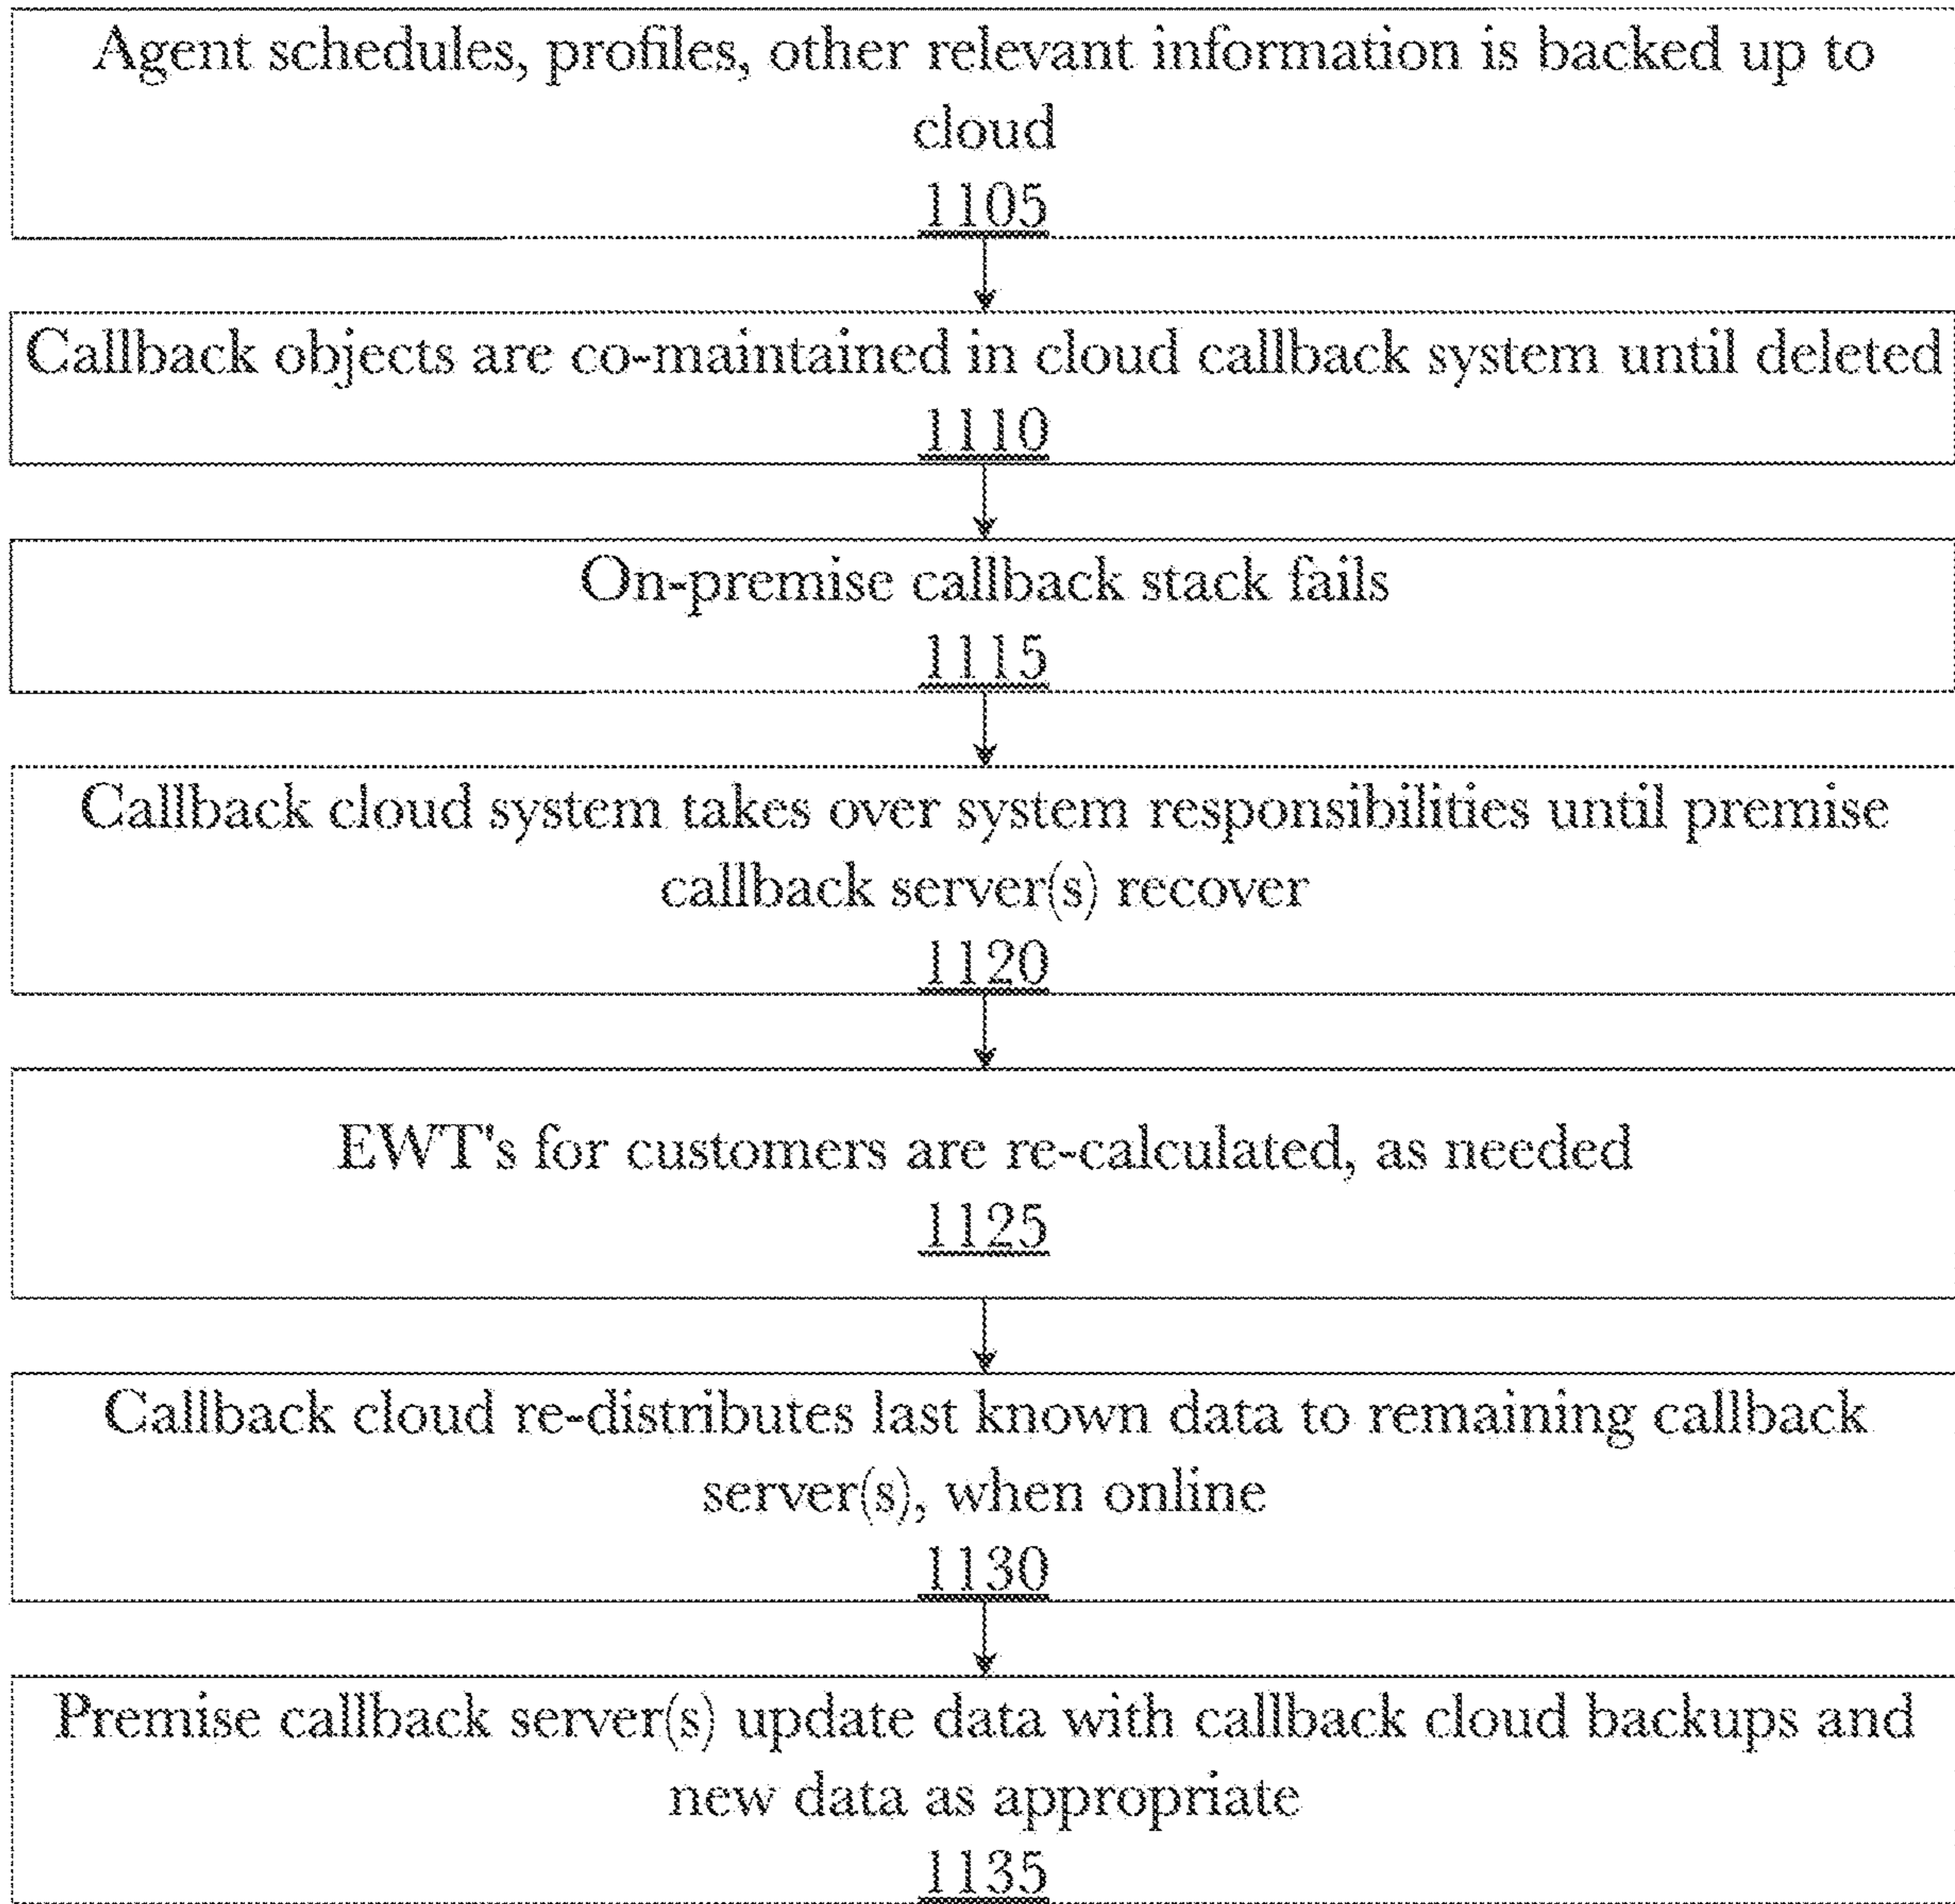 Agent schedules, profiles, other relevant information is backed up to
cloud
1105
Callback objects are co-maintained in cloud callback system until deleted
1110
On-premise callback stack fails
1115
Callback cloud system takes over system responsibilities until premise
callback server(s) recover
1120
EWT's for customers are re-calculated, as needed
1125
Callback cloud re-distributes last known data to remaining callback
server(s), when online
1130
Premise callback server(s) update data with callback cloud backups and
new data as appropriate
1135